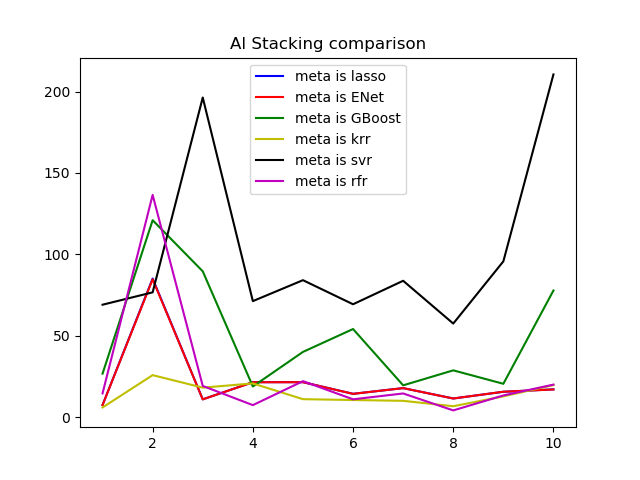 Al Stacking comparison
meta is lasso
meta is ENet
meta is GBoost
meta is krr
meta is svr
meta is rfr
200
150
100
50
0
2 4 6 8 10